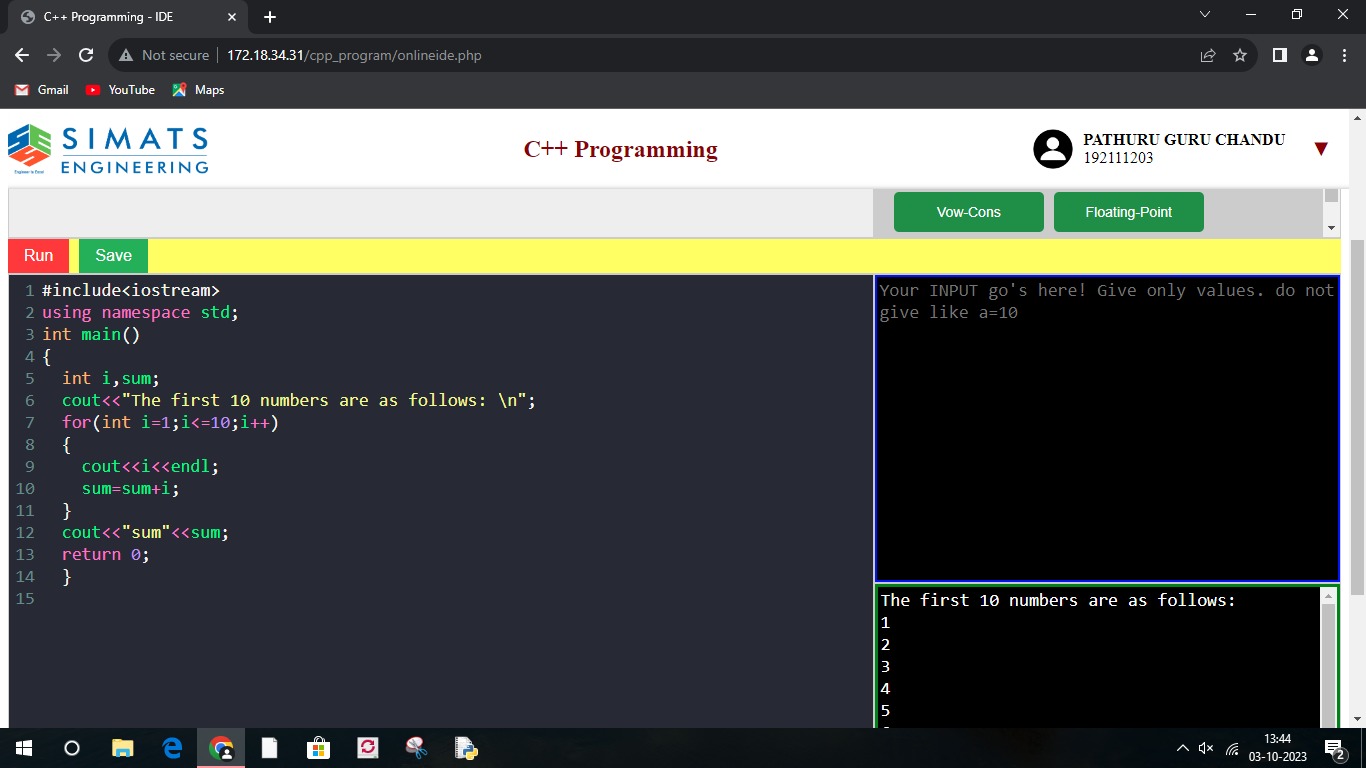 C++ Programming - IDE
Not secure 172.18.34.31/cpp_program/onlineide.php
Gmail YouTube Maps
SIMATS
ENGINEERING
C++ Programming
PATHURU GURU CHANDU
192111203
Vow-Cons Floating-Point
Run Save
1 #include<iostream>
2 using namespace std;
3 int main()
4 {
5 int i,sum;
6 cout<<"The first 10 numbers are as follows: \n";
7 for(int i=1;i<=10;i++)
8 {
9 cout<<i<<endl;
10 sum=sum+i;
11 }
12 cout<<"sum"<<sum;
13 return 0;
14 }
15
Your INPUT go's here! Give only values. do not
give like a=10
The first 10 numbers are as follows:
1
2
3
4
5
13:44
03-10-2023
2